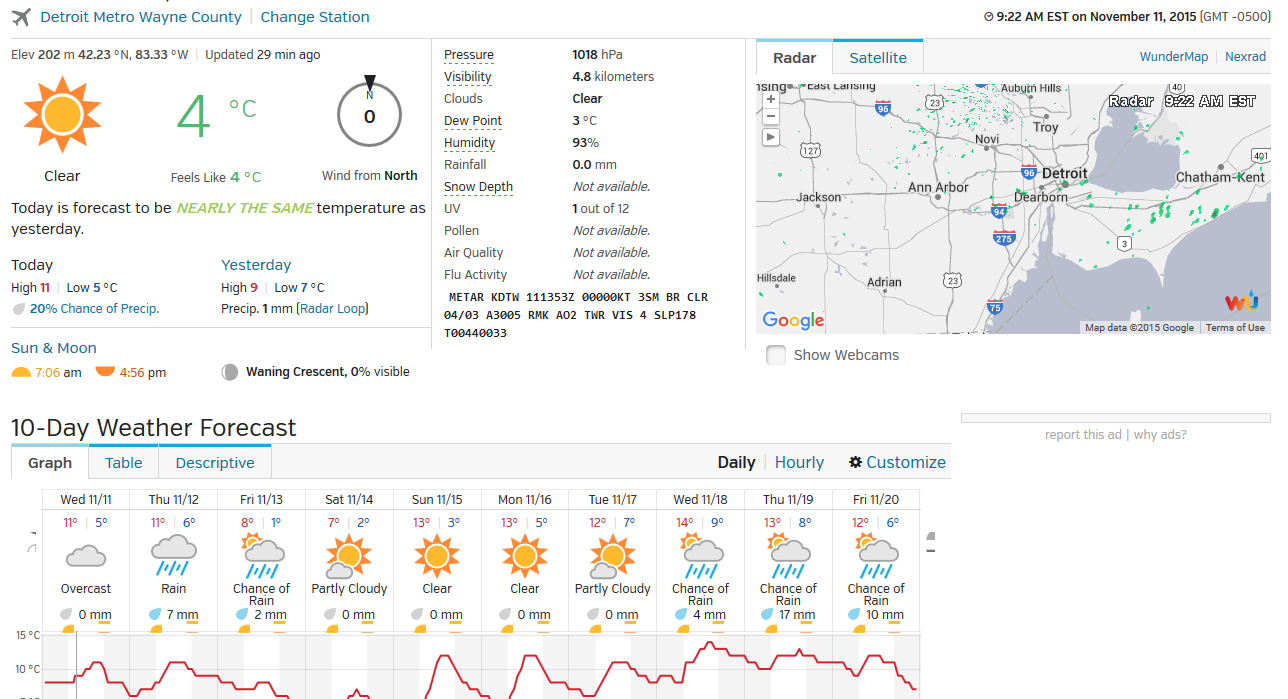 Detroit Metro Wayne County | Change Station
9:22 AM EST on November 11, 2015 (GMT -0500)
Elev 202 m 42.23 °N, 83.33 °W | Updated 29 min ago
Clear
4 °C
Feels Like 4 °C
N
0
Wind from North
Today is forecast to be NEARLY THE SAME temperature as
yesterday.
Today
High 11 | Low 5 °C
20% Chance of Precip.
Yesterday
High 9 | Low 7 °C
Precip. 1 mm (Radar Loop)
Sun & Moon
7:06 am 4:56 pm Waning Crescent, 0% visible
Pressure 1018 hPa
Visibility 4.8 kilometers
Clouds Clear
Dew Point 3 °C
Humidity 93%
Rainfall 0.0 mm
Snow Depth Not available.
UV 1 out of 12
Pollen Not available.
Air Quality Not available.
Flu Activity Not available.
METAR KDTW 111353Z 00000KT 3SM BR CLR
04/03 A3005 RMK AO2 TWR VIS 4 SLP178
T00440033
Radar Satellite WunderMap | Nexrad
East Lansing
Auburn Hills
40
Radar 9:22 AM EST
+
−
96
23
Troy
Novi
127
401
96
Detroit
Chatham-Kent
Ann Arbor
Jackson
Dearborn
94
275
3
Hillsdale
Adrian
23
75
Google
Map data ©2015 Google Terms of Use
Show Webcams
10-Day Weather Forecast
report this ad | why ads?
Graph Table Descriptive Daily | Hourly Customize
Wed 11/11 Thu 11/12 Fri 11/13 Sat 11/14 Sun 11/15 Mon 11/16 Tue 11/17 Wed 11/18 Thu 11/19 Fri 11/20
11° | 5° 11° | 6° 8° | 1° 7° | 2° 13° | 3° 13° | 5° 12° | 7° 14° | 9° 13° | 8° 12° | 6°
Overcast Rain Chance of Rain Partly Cloudy Clear Clear Partly Cloudy Chance of Rain Chance of Rain Chance of Rain
0 mm 7 mm 2 mm 0 mm 0 mm 0 mm 0 mm 4 mm 17 mm 10 mm
15 °C
10 °C